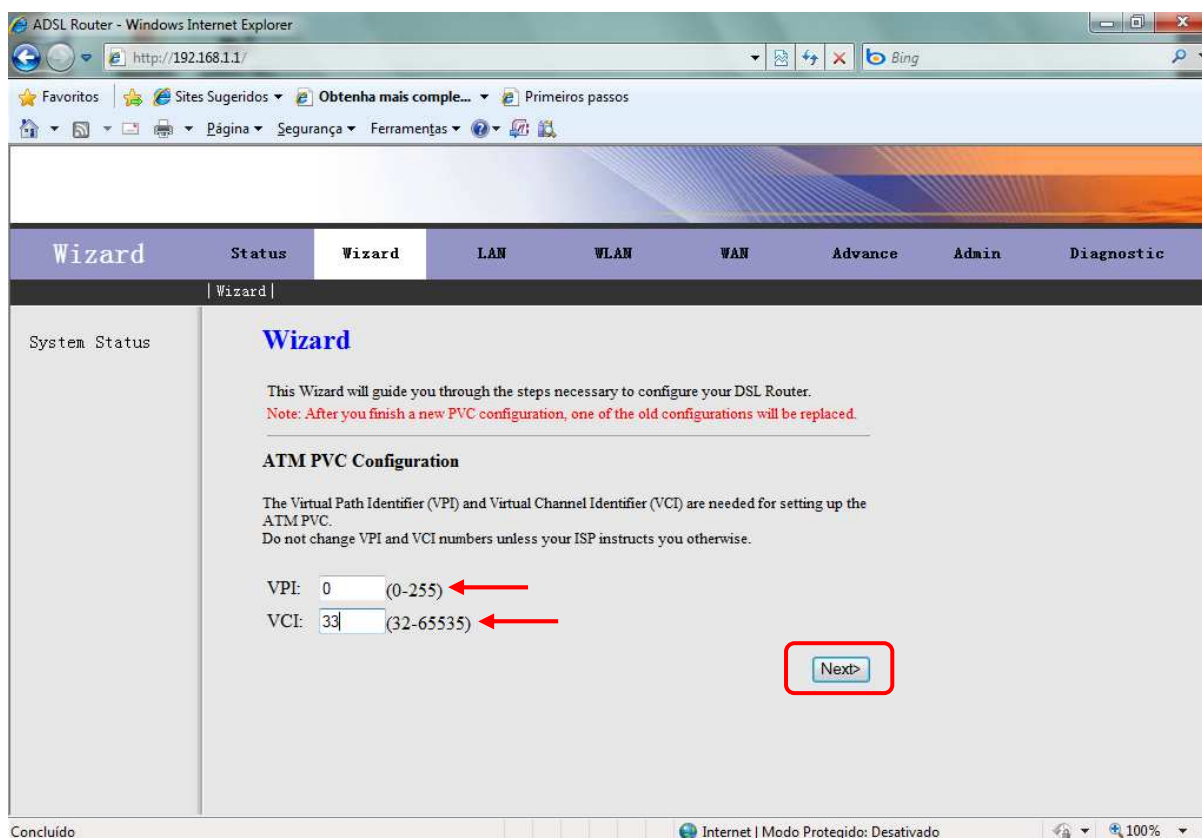 ADSL Router - Windows Internet Explorer
http://192.168.1.1/
Bing
Favoritos
Sites Sugeridos
Obtenha mais comple...
Primeiros passos
Página
Segurança
Ferramentas
Wizard
Status
Wizard
LAN
WLAN
WAN
Advance
Admin
Diagnostic
|Wizard|
System Status
Wizard
This Wizard will guide you through the steps necessary to configure your DSL Router.
Note: After you finish a new PVC configuration, one of the old configurations will be replaced.
ATM PVC Configuration
The Virtual Path Identifier (VPI) and Virtual Channel Identifier (VCI) are needed for setting up the
ATM PVC.
Do not change VPI and VCI numbers unless your ISP instructs you otherwise.
VPI: 0 (0-255)
VCI: 33 (32-65535)
Next>
Concluído
Internet | Modo Protegido: Desativado
100%